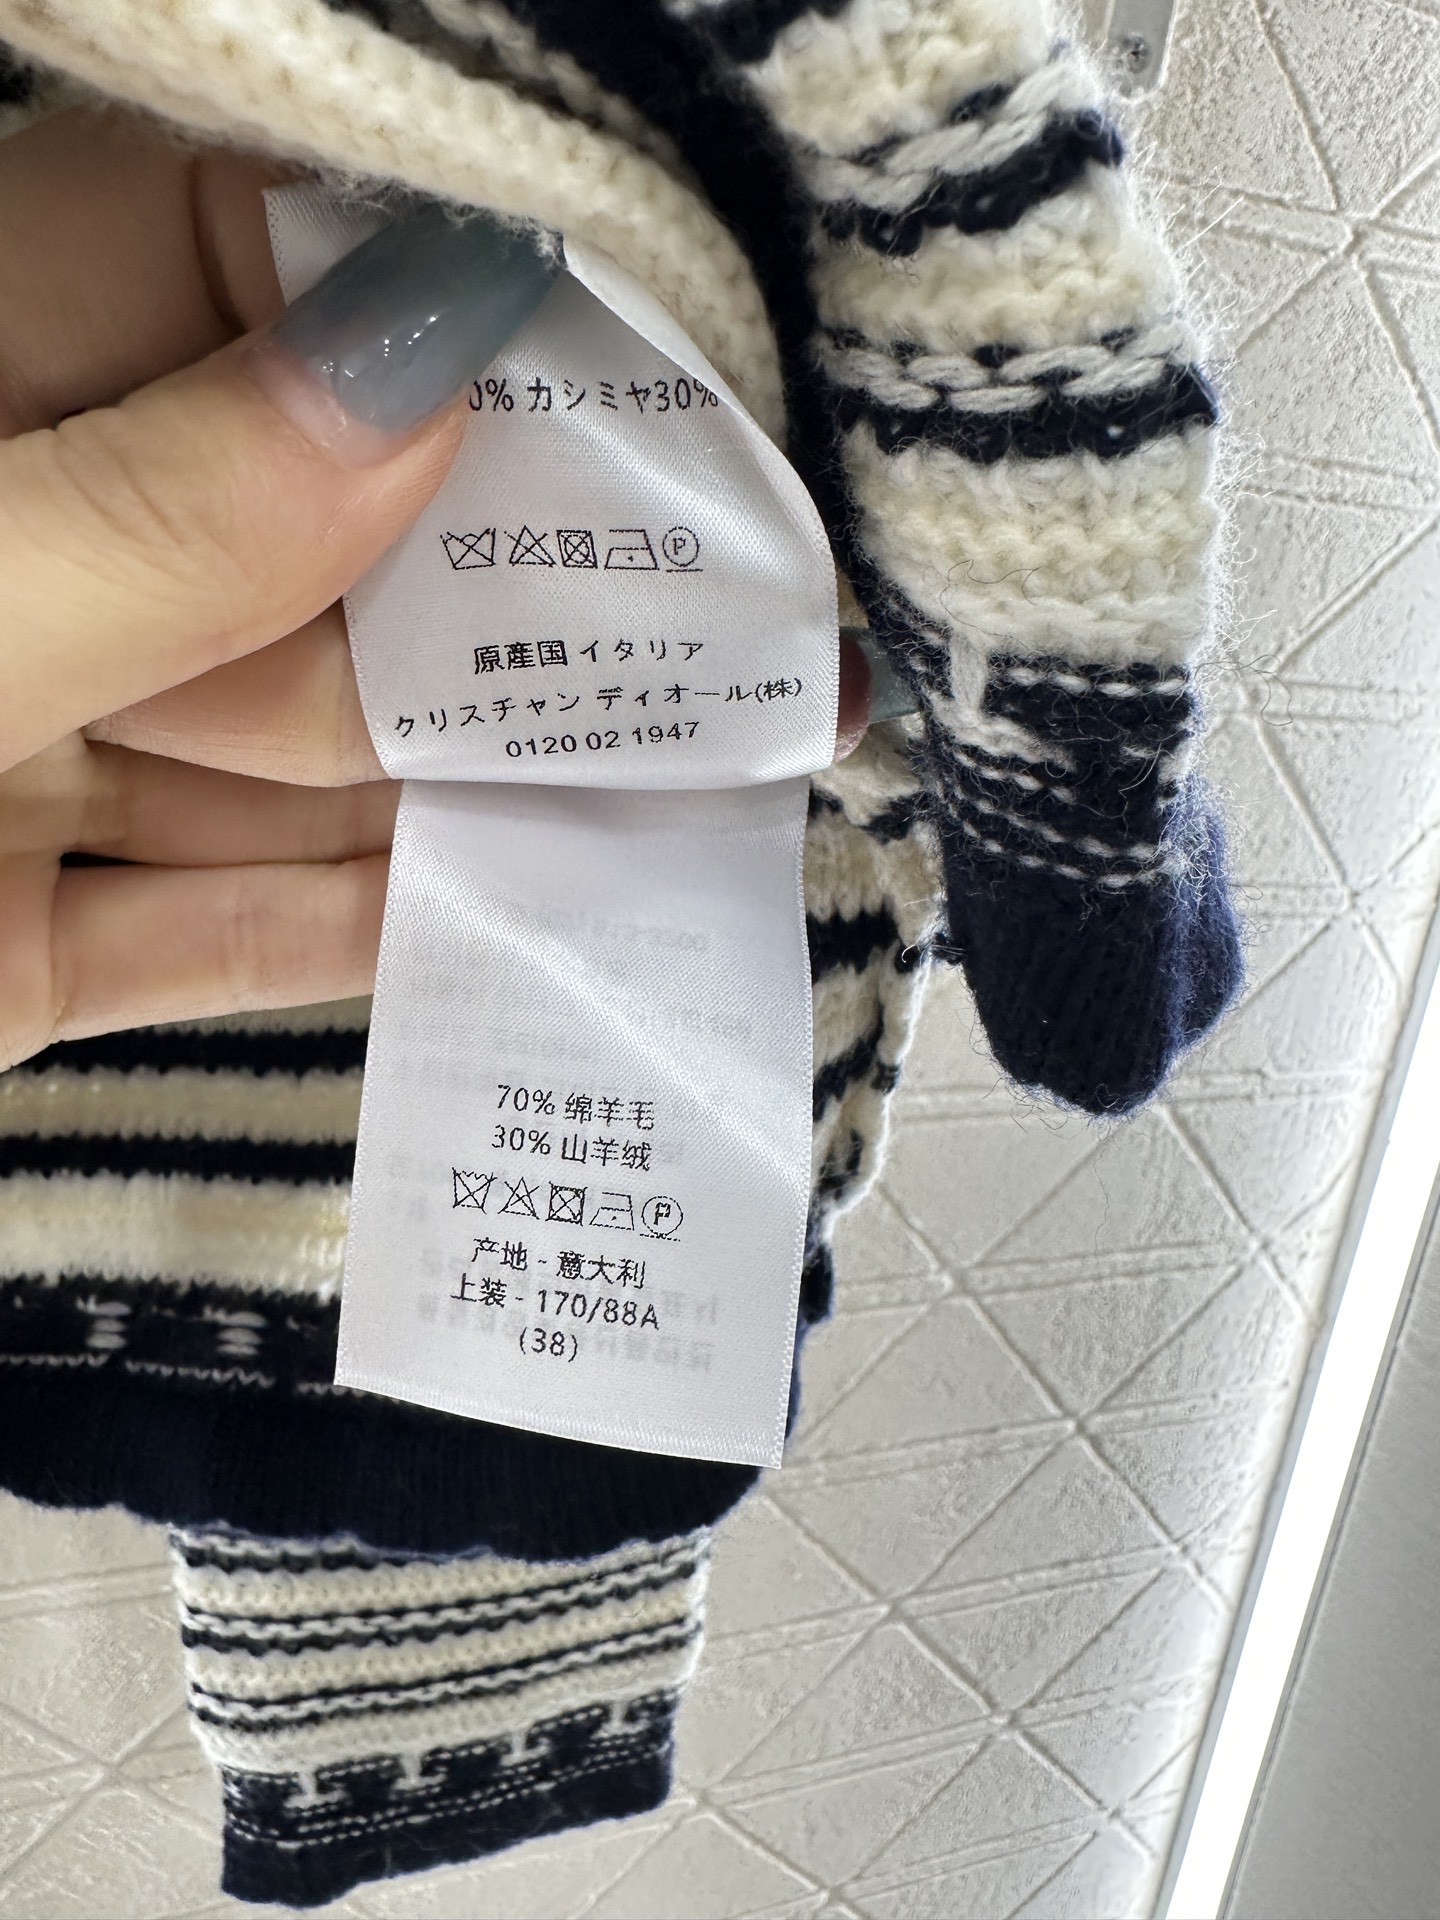 0% カシミヤ30%
P
原産国イタリア
クリスチャン ディオール(株)
0120 02 1947
70% 绵羊毛
30% 山羊绒
P
产地 - 意大利
上装 - 170/88A
(38)